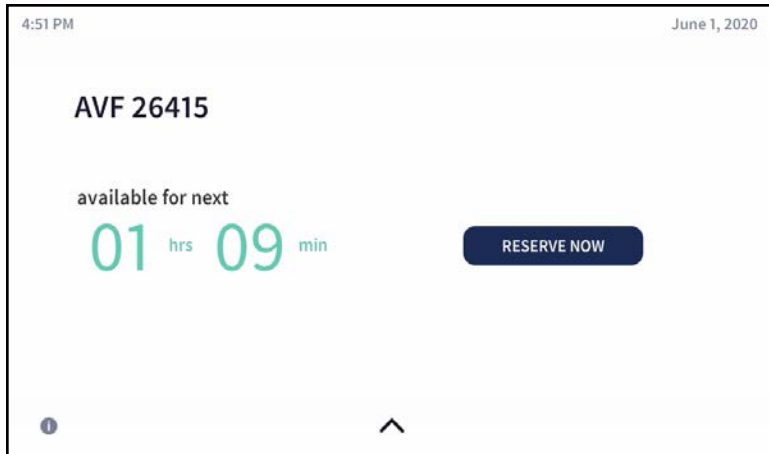 4:51 PM June 1, 2020
AVF 26415
available for next
01 hrs 09 min
RESERVE NOW
i